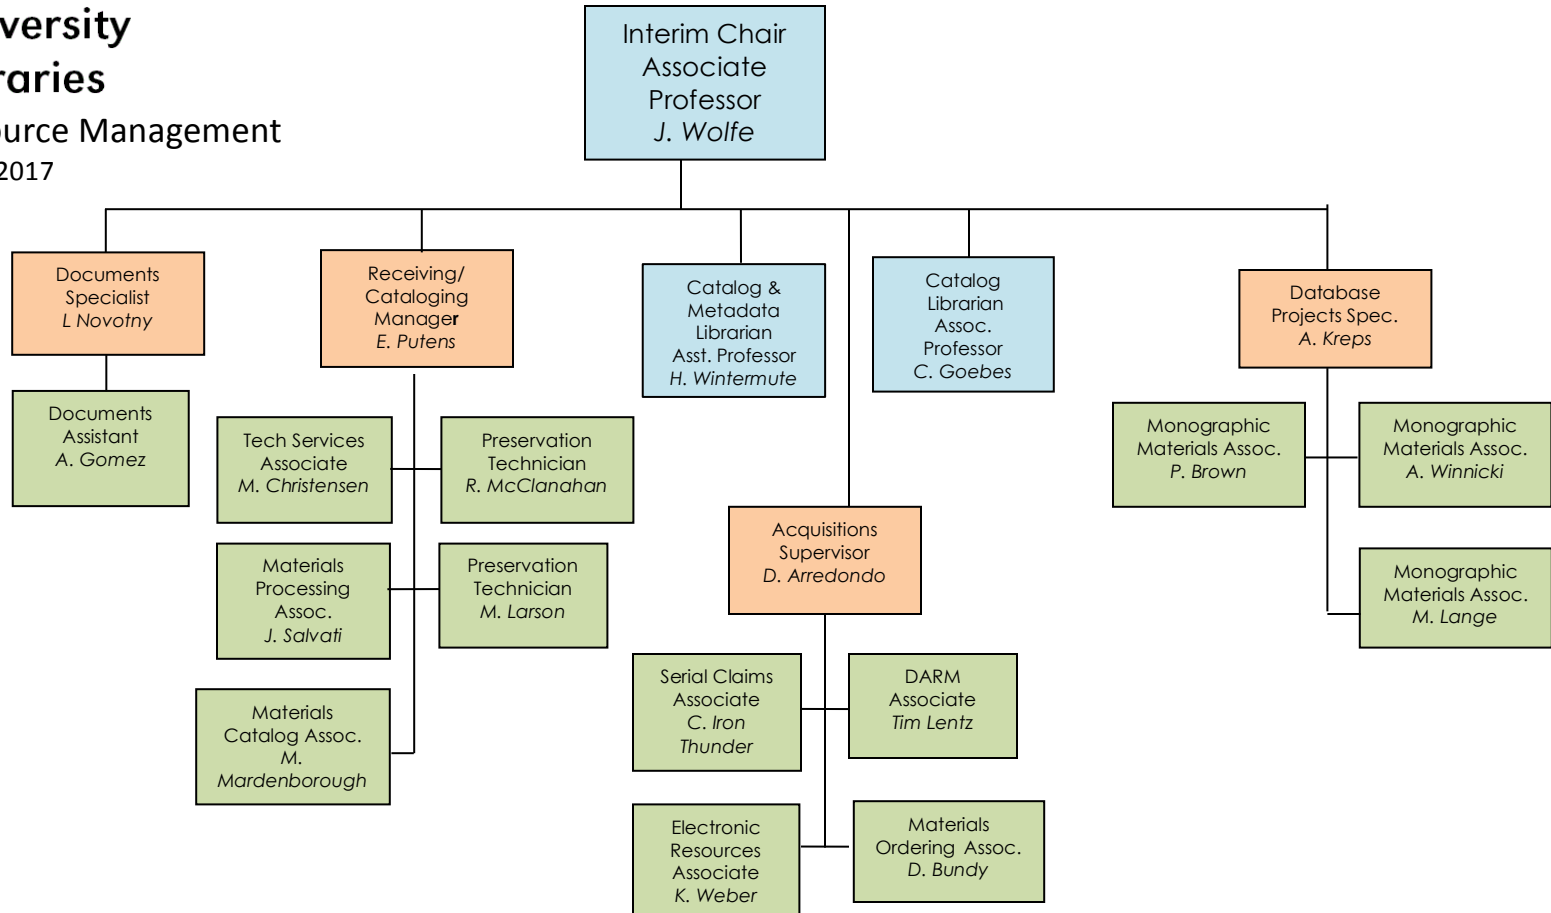 versity
raries
ource Management
2017
Interim Chair
Associate
Professor
J. Wolfe
Documents
Specialist
L Novotny
Receiving/
Cataloging
Manager
E. Putens
Catalog &
Metadata
Librarian
Asst. Professor
H. Wintermute
Catalog
Librarian
Assoc.
Professor
C. Goebes
Database
Projects Spec.
A. Kreps
Documents
Assistant
A. Gomez
Tech Services
Associate
M. Christensen
Preservation
Technician
R. McClanahan
Monographic
Materials Assoc.
P. Brown
Monographic
Materials Assoc.
A. Winnicki
Materials
Processing
Assoc.
J. Salvati
Preservation
Technician
M. Larson
Acquisitions
Supervisor
D. Arredondo
Monographic
Materials Assoc.
M. Lange
Materials
Catalog Assoc.
M.
Mardenborough
Serial Claims
Associate
C. Iron
Thunder
DARM
Associate
Tim Lentz
Electronic
Resources
Associate
K. Weber
Materials
Ordering Assoc.
D. Bundy